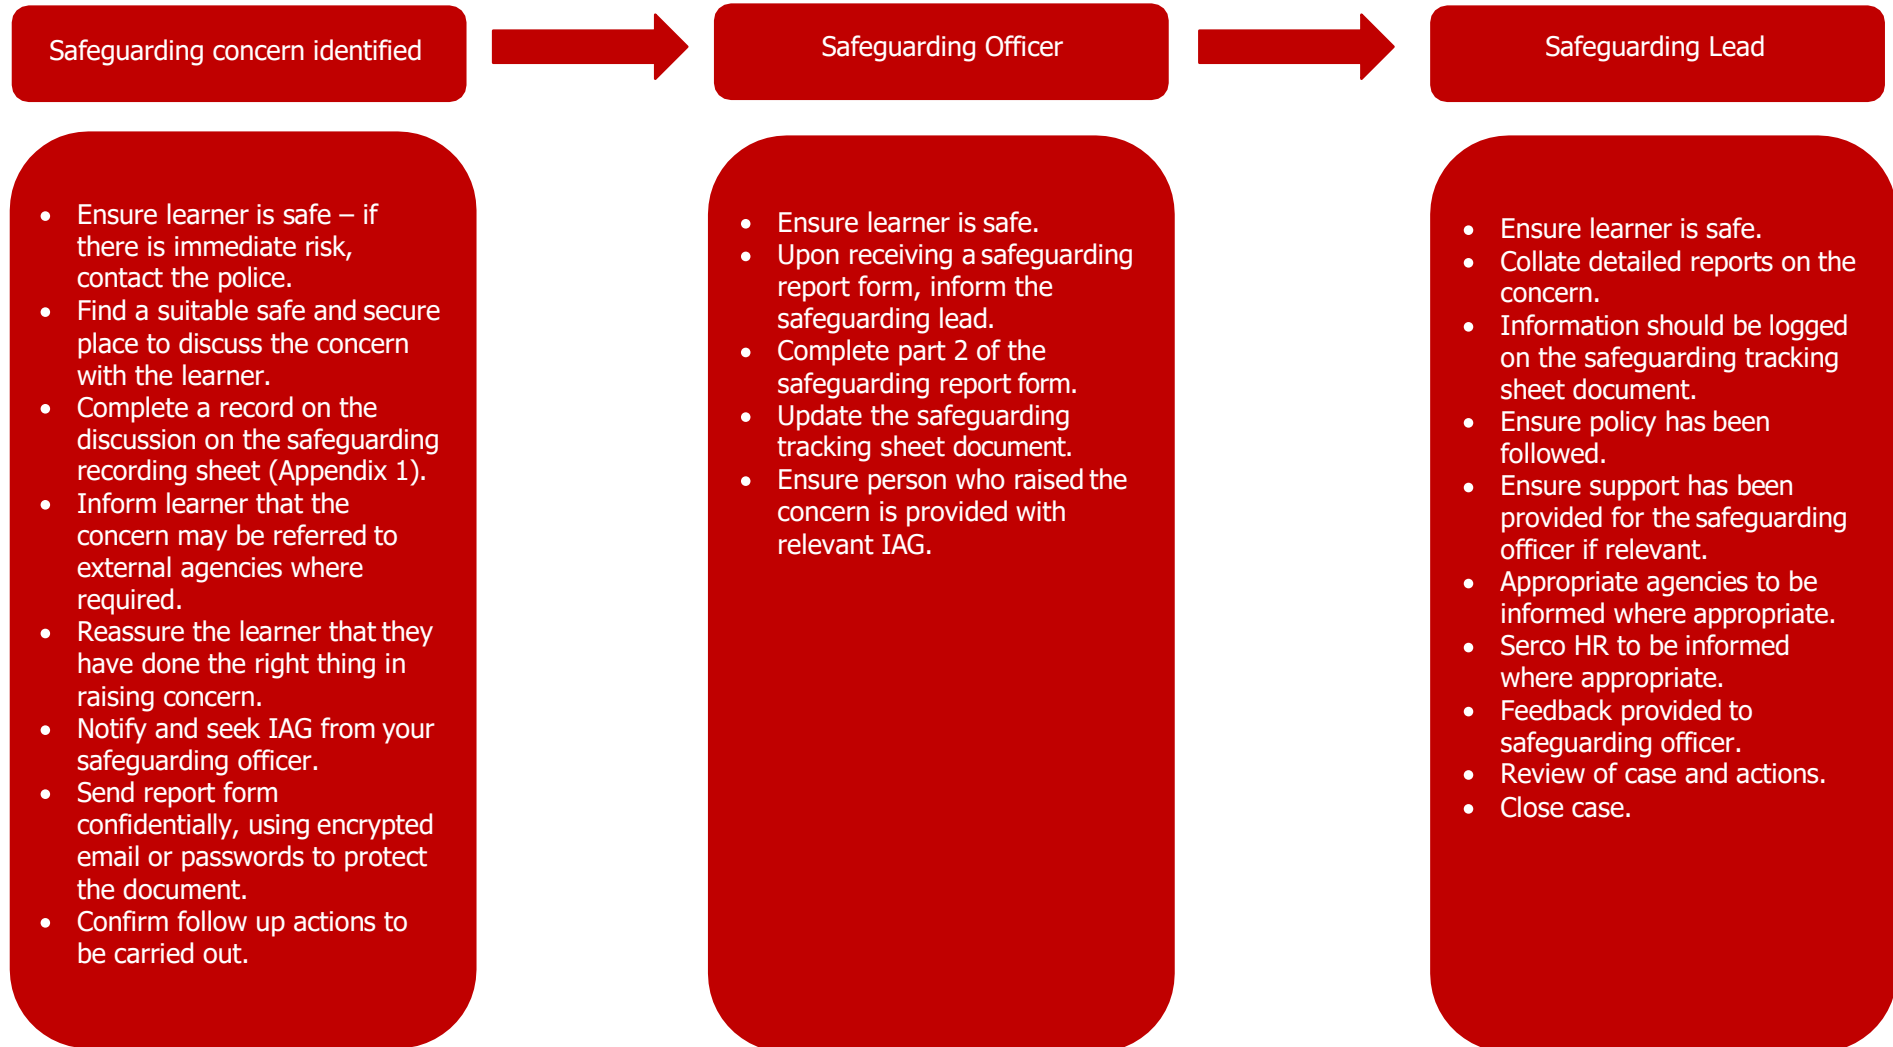 Safeguarding concern identified
Safeguarding Officer
Safeguarding Lead
• Ensure learner is safe – if
there is immediate risk,
contact the police.
• Find a suitable safe and secure
place to discuss the concern
with the learner.
• Complete a record on the
discussion on the safeguarding
recording sheet (Appendix 1).
• Inform learner that the
concern may be referred to
external agencies where
required.
• Reassure the learner that they
have done the right thing in
raising concern.
• Notify and seek IAG from your
safeguarding officer.
• Send report form
confidentially, using encrypted
email or passwords to protect
the document.
• Confirm follow up actions to
be carried out.
• Ensure learner is safe.
• Upon receiving a safeguarding
report form, inform the
safeguarding lead.
• Complete part 2 of the
safeguarding report form.
• Update the safeguarding
tracking sheet document.
• Ensure person who raised the
concern is provided with
relevant IAG.
• Ensure learner is safe.
• Collate detailed reports on the
concern.
• Information should be logged
on the safeguarding tracking
sheet document.
• Ensure policy has been
followed.
• Ensure support has been
provided for the safeguarding
officer if relevant.
• Appropriate agencies to be
informed where appropriate.
• Serco HR to be informed
where appropriate.
• Feedback provided to
safeguarding officer.
• Review of case and actions.
• Close case.